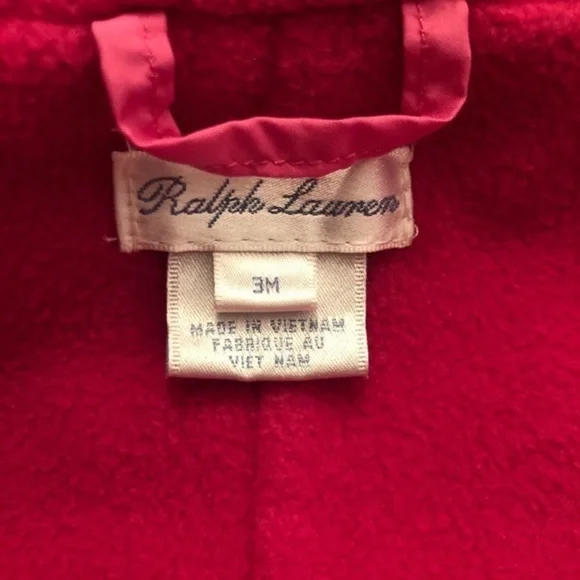 Ralph Lauren
3M
MADE IN VIETNAM
FABRIQUE AU
VIET NAM